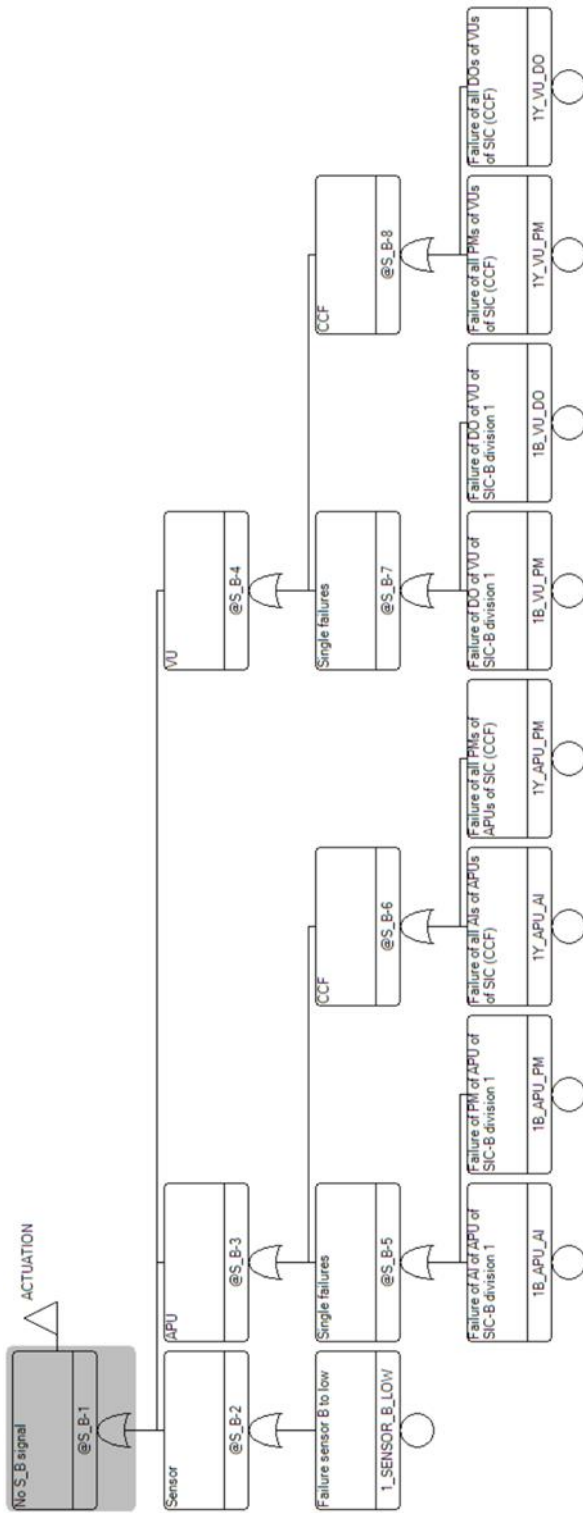 No S_B signal
@S_B-1
ACTUATION
Sensor
@S_B-2
APU
@S_B-3
VU
@S_B-4
Failure sensor B to low
1_SENSOR_B_LOW
Single failures
@S_B-5
CCF
@S_B-6
Single failures
@S_B-7
CCF
@S_B-8
Failure of AI of APU of
SIC-B division 1
1B_APU_AI
Failure of PM of APU of
SIC-B division 1
1B_APU_PM
Failure of all AIs of APUs
of SIC (CCF)
1Y_APU_AI
Failure of all PMs of
APUs of SIC (CCF)
1Y_APU_PM
Failure of DO of VU of
SIC-B division 1
1B_VU_PM
Failure of DO of VU of
SIC-B division 1
1B_VU_DO
Failure of all PMs of VUs
of SIC (CCF)
1Y_VU_PM
Failure of all DOs of VUs
of SIC (CCF)
1Y_VU_DO